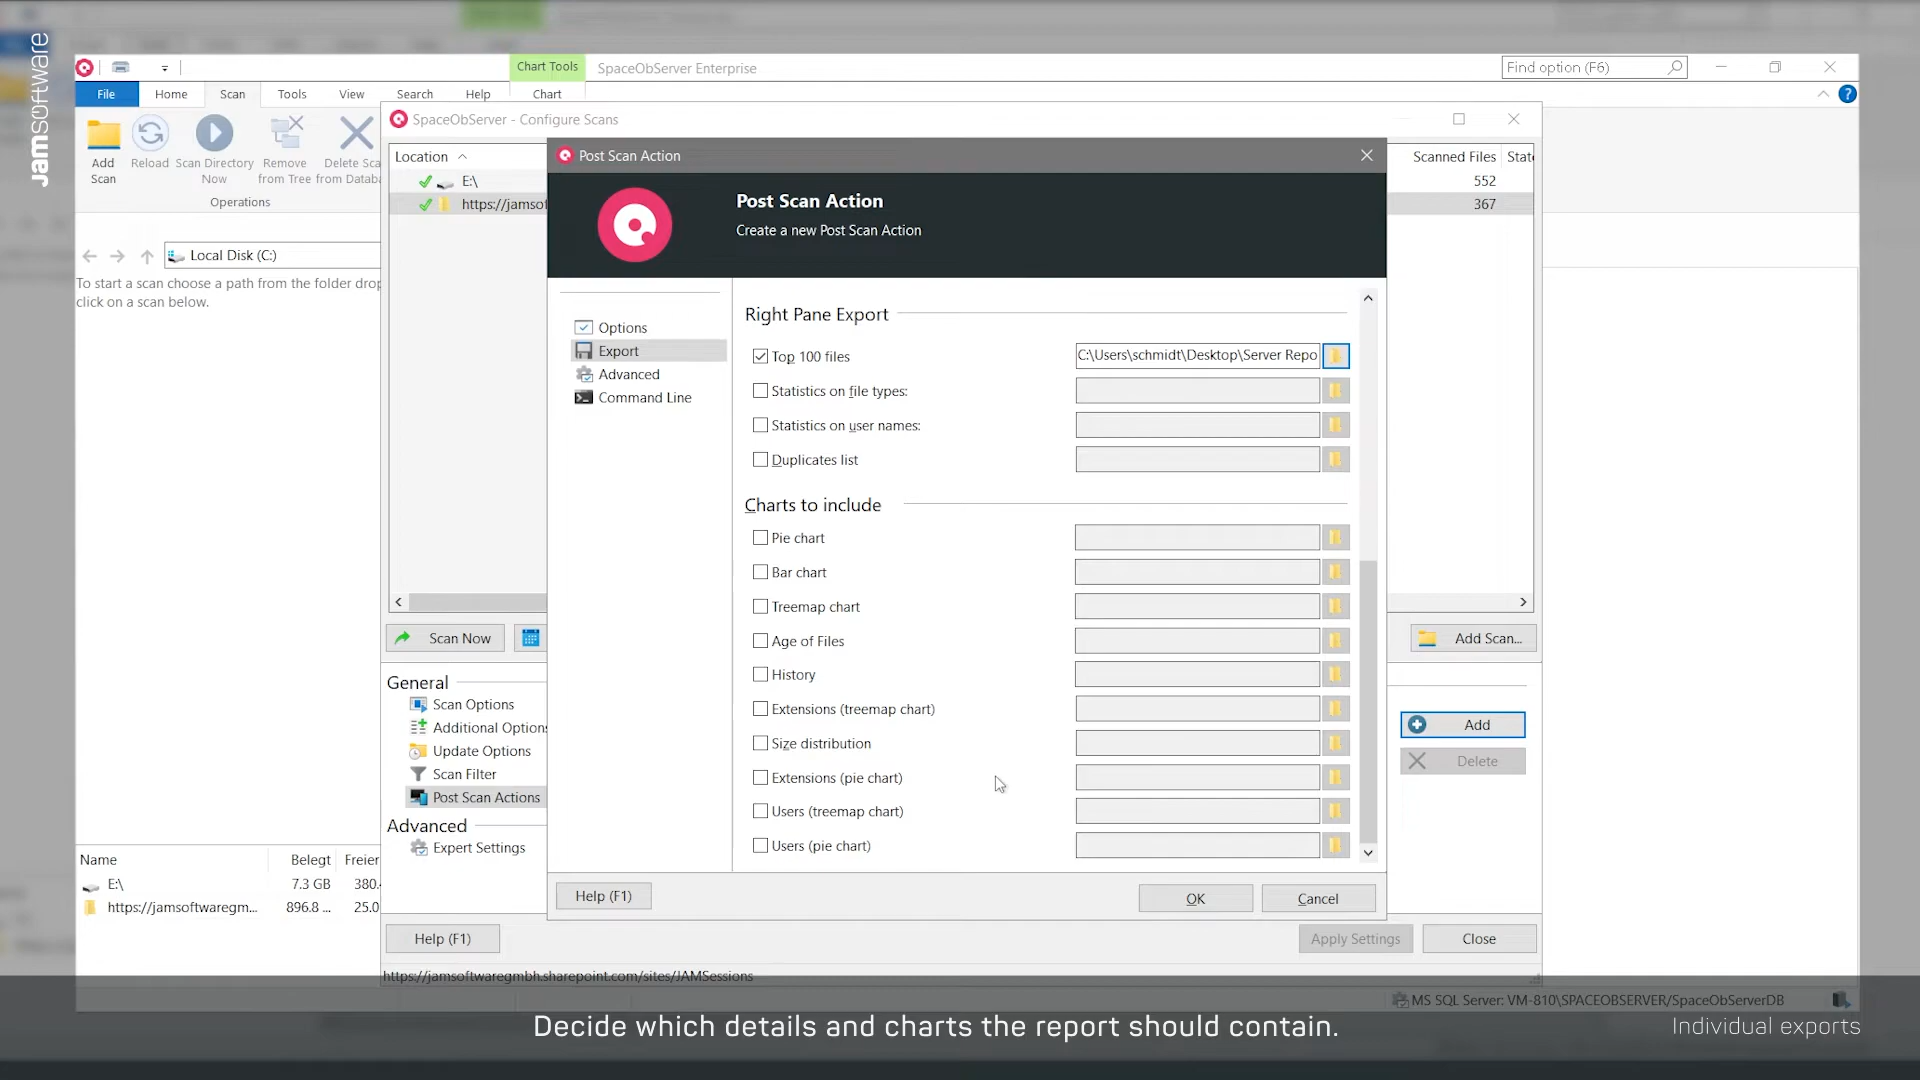 Jamsoftware
Chart Tools
SpaceObServer Enterprise
Find option (F6)
File
Home
Scan
Tools
View
Search
Help
Chart
?
Add
Scan
Reload
Scan Directory
Now
Remove
from Tree
Delete Sca
from Databa
Operations
Local Disk (C:)
To start a scan choose a path from the folder drop
click on a scan below.
Name
Belegt
Freier
E:\
7.3 GB
380.
https://jamsoftwaregm...
896.8 ...
25.0
SpaceObServer - Configure Scans
Location
Scanned Files
State
E:\
552
https://jamsof
367
Scan Now
Add Scan...
General
Scan Options
Additional Options
Update Options
Scan Filter
Post Scan Actions
Advanced
Expert Settings
Add
Delete
Help (F1)
Apply Settings
Close
https://jamsoftwaregmbh.sharepoint.com/sites/JAMSessions
Post Scan Action
Post Scan Action
Create a new Post Scan Action
Options
Export
Advanced
Command Line
Right Pane Export
Top 100 files
C:\Users\schmidt\Desktop\Server Repo
Statistics on file types:
Statistics on user names:
Duplicates list
Charts to include
Pie chart
Bar chart
Treemap chart
Age of Files
History
Extensions (treemap chart)
Size distribution
Extensions (pie chart)
Users (treemap chart)
Users (pie chart)
Help (F1)
OK
Cancel
MS SQL Server: VM-810\SPACEOBSERVER/SpaceObServerDB
Decide which details and charts the report should contain.
Individual exports